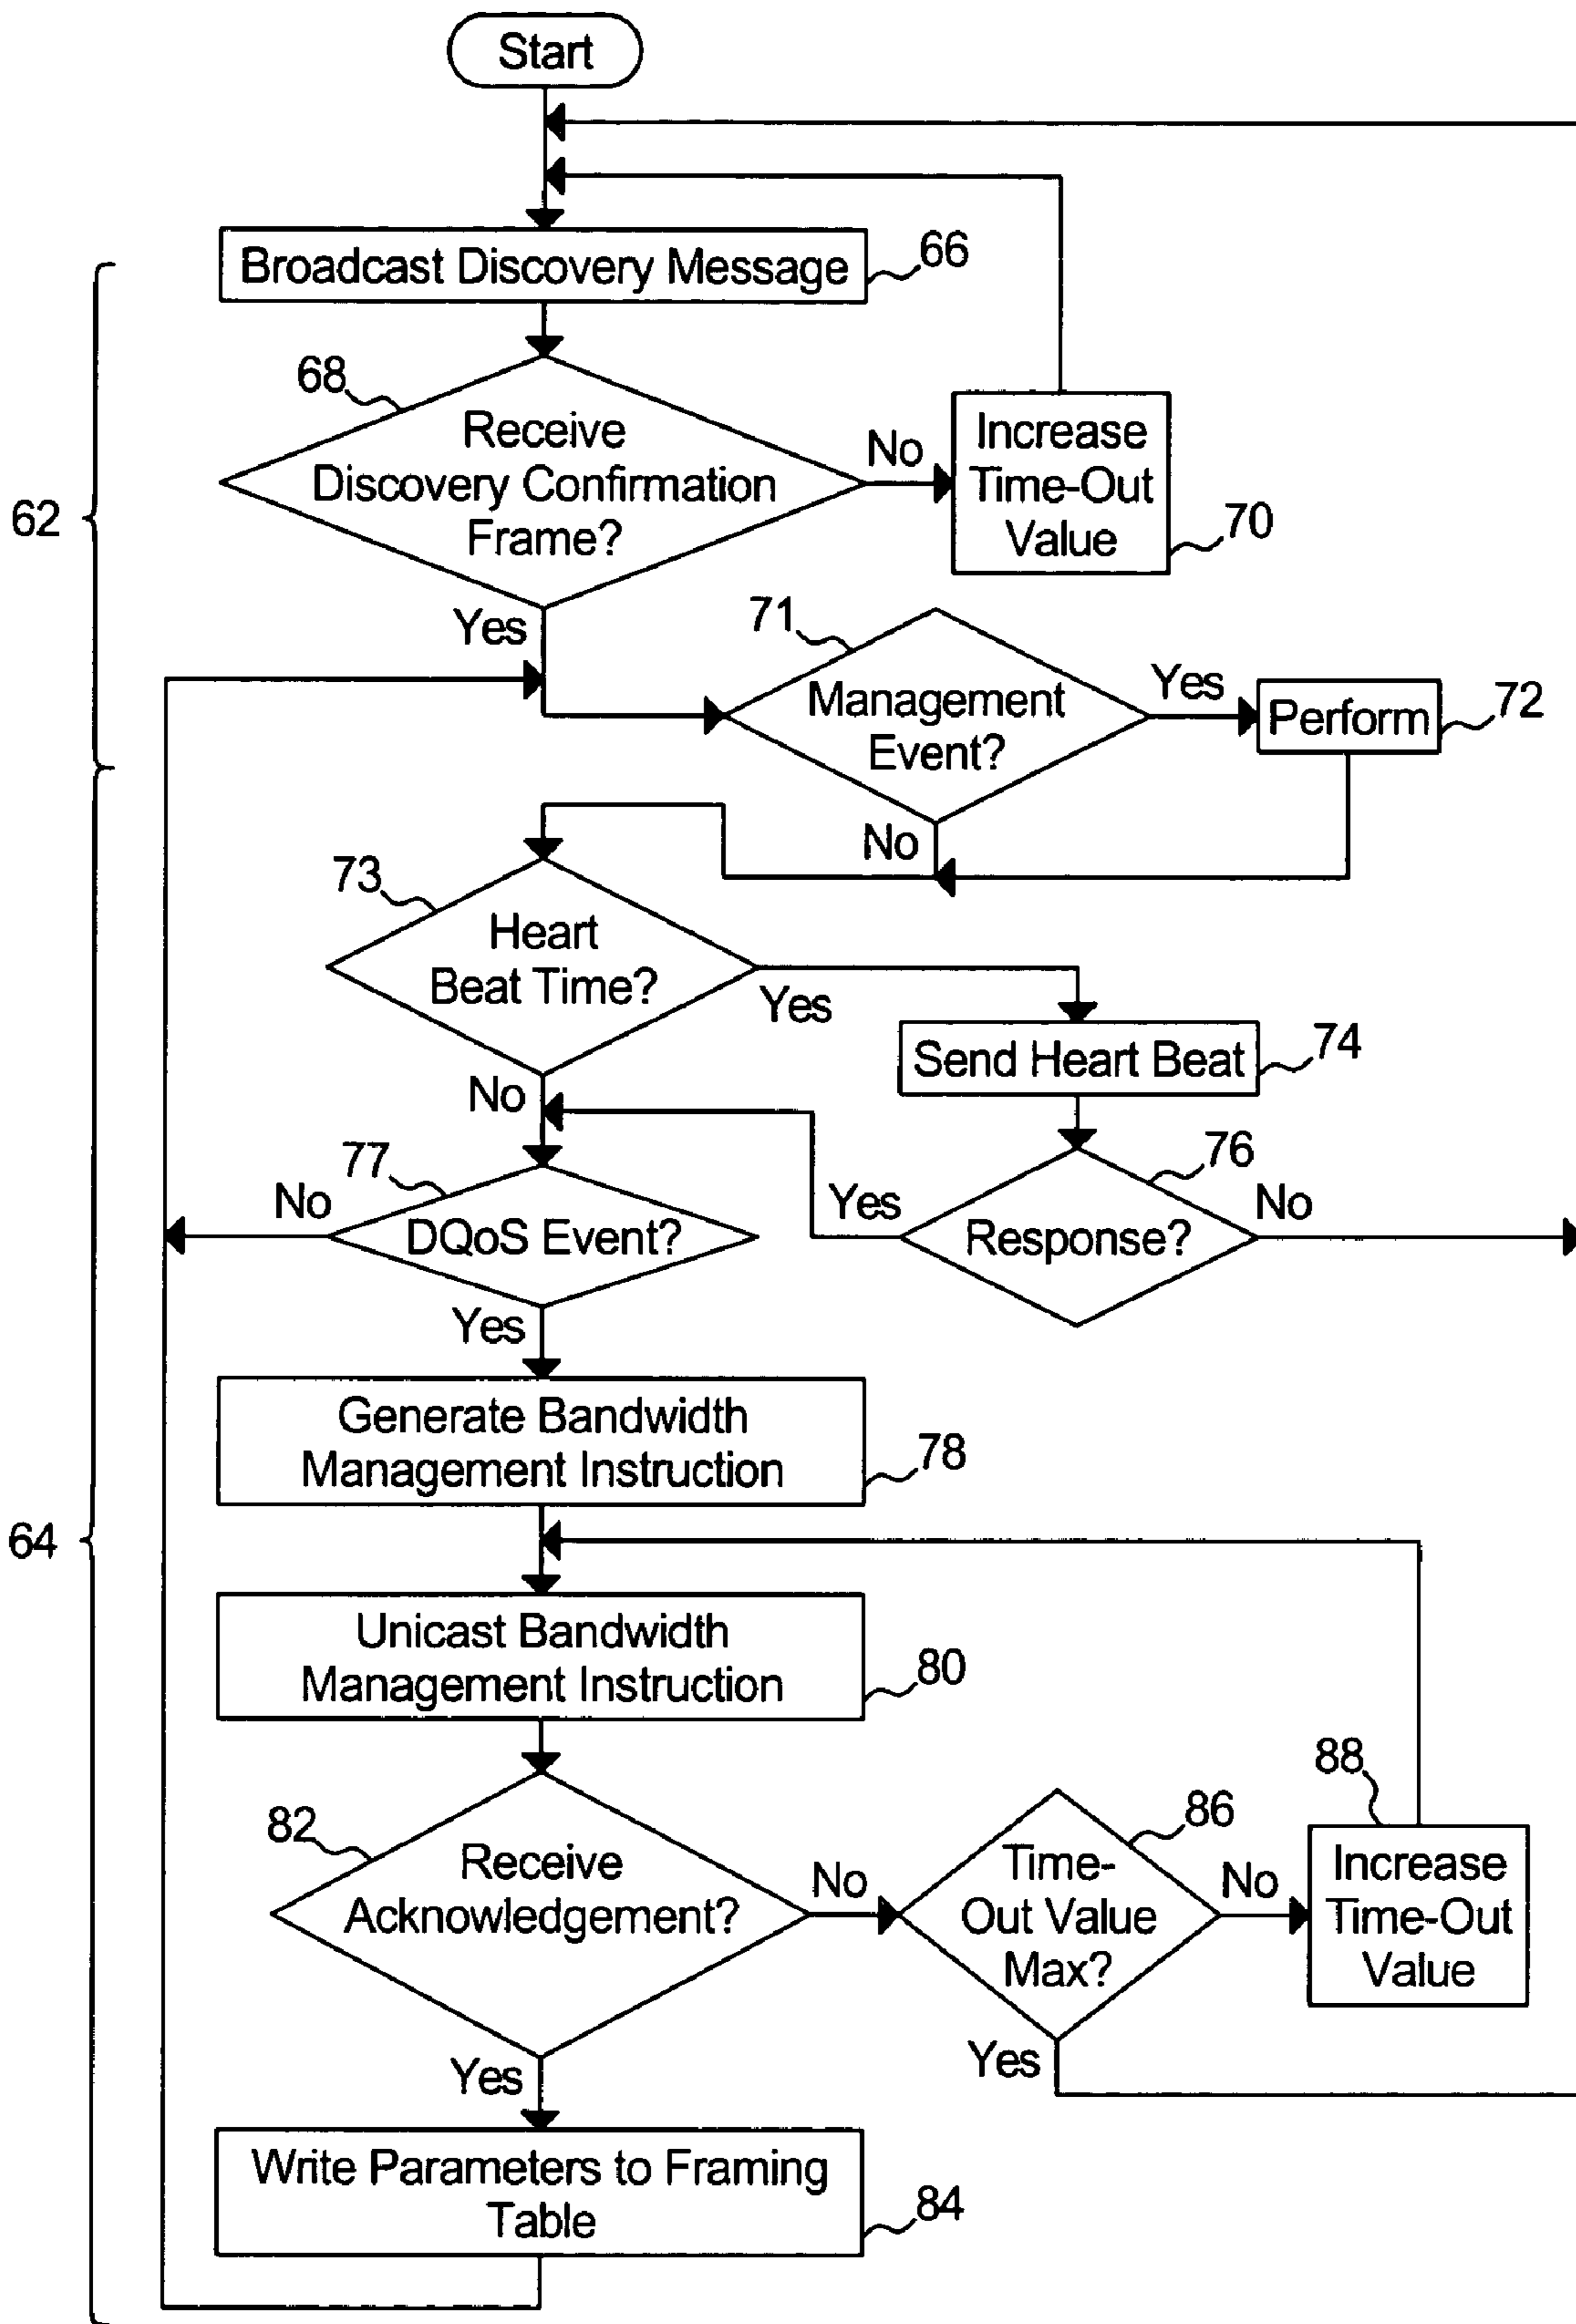 Start
Broadcast Discovery Message
66
68
Receive
Discovery Confirmation
Frame?
No
Increase
Time-Out
Value
70
62
Yes
71
Management
Event?
Yes
Perform
72
No
73
Heart
Beat Time?
Yes
Send Heart Beat
74
No
77
DQoS Event?
No
Yes
76
Response?
No
Yes
Generate Bandwidth
Management Instruction
78
64
Unicast Bandwidth
Management Instruction
80
82
Receive
Acknowledgement?
No
86
Time-
Out Value
Max?
No
88
Increase
Time-Out
Value
Yes
Yes
Write Parameters to Framing
Table
84